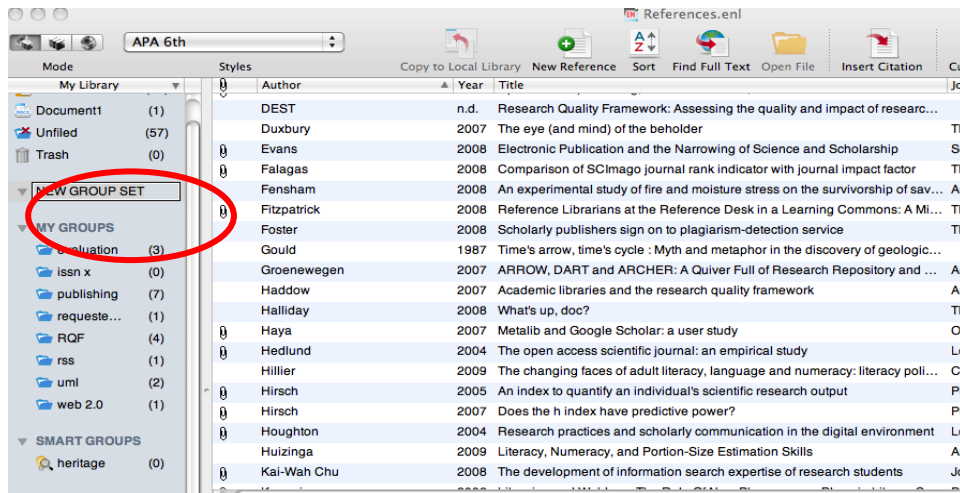 References.enl
APA 6th
Mode Styles Copy to Local Library New Reference Sort Find Full Text Open File Insert Citation Cu
My Library Author Year Title Jo
Document1 (1)
Unfiled (57)
Trash (0)
NEW GROUP SET
MY GROUPS
evaluation (3)
issn x (0)
publishing (7)
requeste... (1)
RQF (4)
rss (1)
uml (2)
web 2.0 (1)
SMART GROUPS
heritage (0)
DEST n.d. Research Quality Framework: Assessing the quality and impact of researc...
Duxbury 2007 The eye (and mind) of the beholder Th
Evans 2008 Electronic Publication and the Narrowing of Science and Scholarship
Falagas 2008 Comparison of SCImago journal rank indicator with journal impact factor
Fensham 2008 An experimental study of fire and moisture stress on the survivorship of sav...
Fitzpatrick 2008 Reference Librarians at the Reference Desk in a Learning Commons: A Mi...
Foster 2008 Scholarly publishers sign on to plagiarism-detection service
Gould 1987 Time's arrow, time's cycle : Myth and metaphor in the discovery of geologic...
Groenewegen 2007 ARROW, DART and ARCHER: A Quiver Full of Research Repository and ...
Haddow 2007 Academic libraries and the research quality framework
Halliday 2008 What's up, doc?
Haya 2007 Metalib and Google Scholar: a user study
Hedlund 2004 The open access scientific journal: an empirical study
Hillier 2009 The changing faces of adult literacy, language and numeracy: literacy poli...
Hirsch 2005 An index to quantify an individual's scientific research output
Hirsch 2007 Does the h index have predictive power?
Houghton 2004 Research practices and scholarly communication in the digital environment
Huizinga 2009 Literacy, Numeracy, and Portion-Size Estimation Skills
Kai-Wah Chu 2008 The development of information search expertise of research students